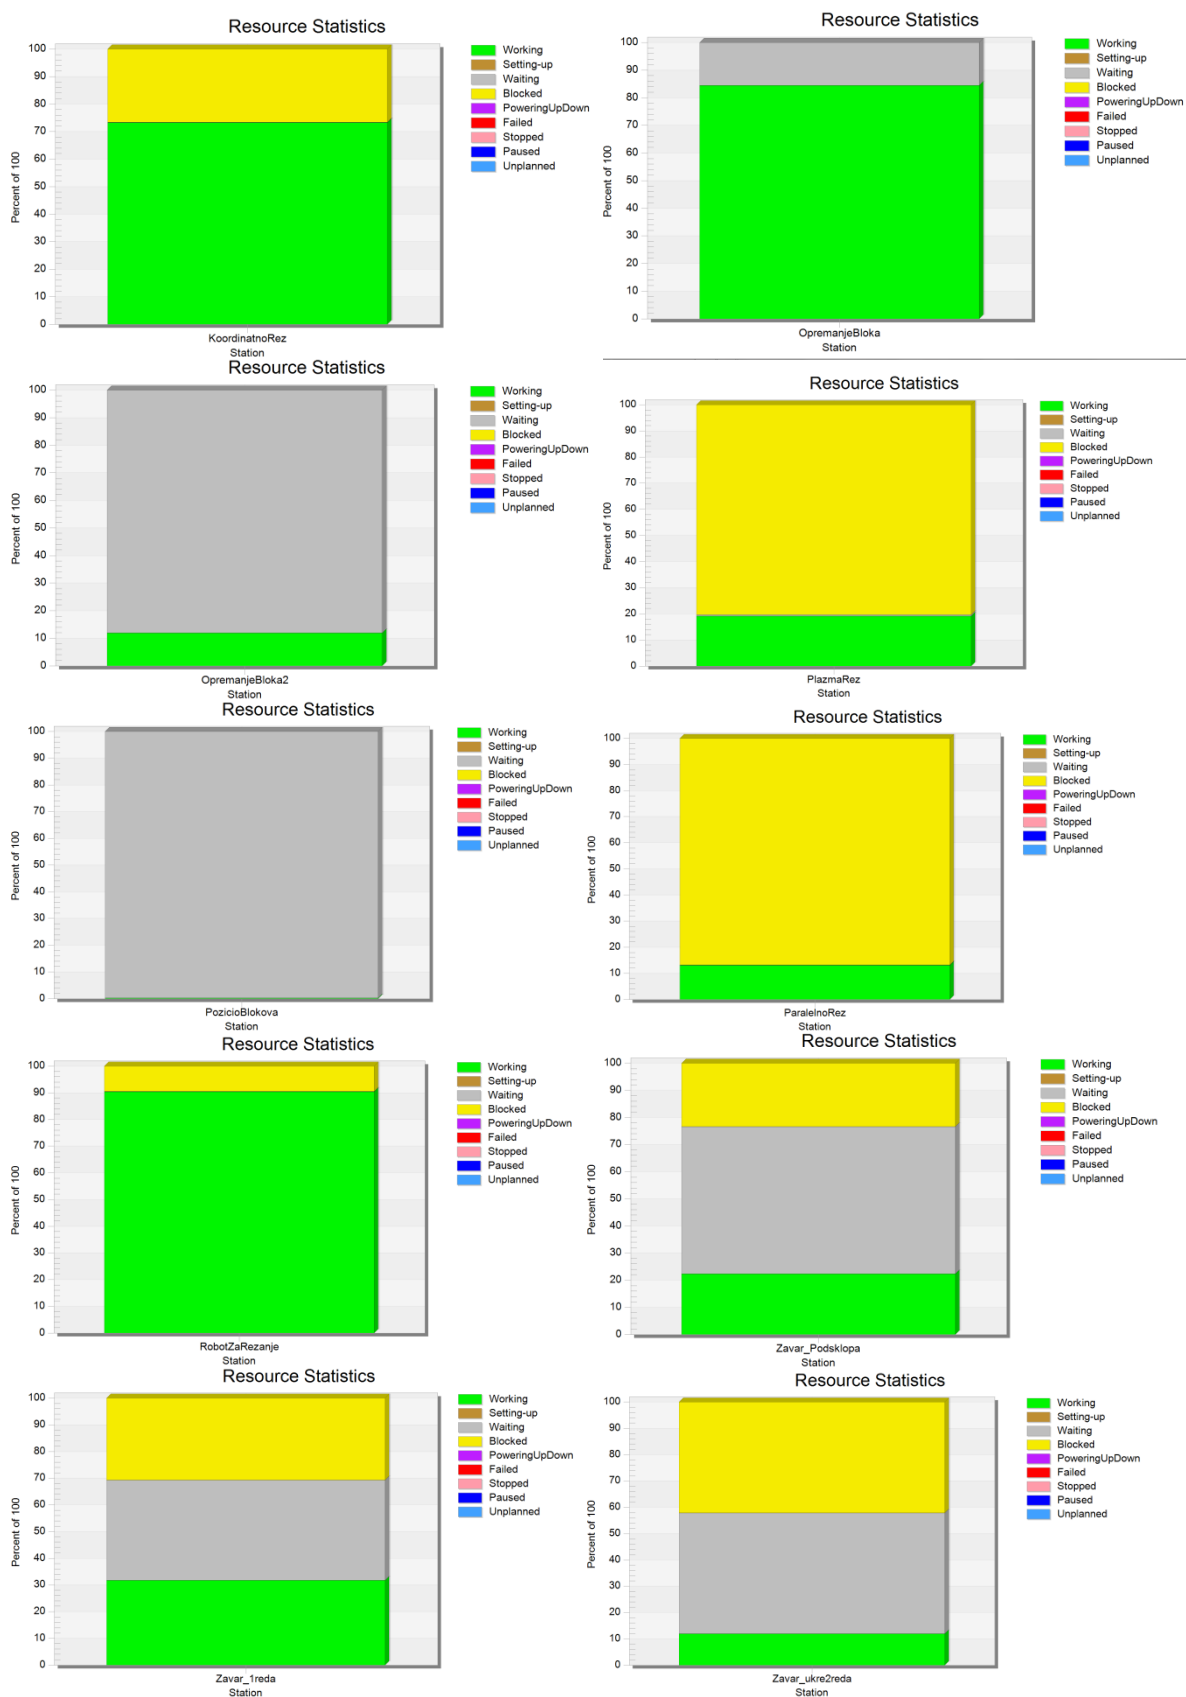 Resource Statistics
Percent of 100
100
90
80
70
60
50
40
30
20
10
0
KoordinatnoRez
Station
Working
Setting-up
Waiting
Blocked
PoweringUpDown
Failed
Stopped
Paused
Unplanned
Resource Statistics
Percent of 100
100
90
80
70
60
50
40
30
20
10
0
OpremanjeBloka
Station
Working
Setting-up
Waiting
Blocked
PoweringUpDown
Failed
Stopped
Paused
Unplanned
Resource Statistics
Percent of 100
100
90
80
70
60
50
40
30
20
10
0
OpremanjeBloka2
Station
Working
Setting-up
Waiting
Blocked
PoweringUpDown
Failed
Stopped
Paused
Unplanned
Resource Statistics
Percent of 100
100
90
80
70
60
50
40
30
20
10
0
PlazmaRez
Station
Working
Setting-up
Waiting
Blocked
PoweringUpDown
Failed
Stopped
Paused
Unplanned
Resource Statistics
Percent of 100
100
90
80
70
60
50
40
30
20
10
0
PozicioBlokova
Station
Working
Setting-up
Waiting
Blocked
PoweringUpDown
Failed
Stopped
Paused
Unplanned
Resource Statistics
Percent of 100
100
90
80
70
60
50
40
30
20
10
0
ParalelnoRez
Station
Working
Setting-up
Waiting
Blocked
PoweringUpDown
Failed
Stopped
Paused
Unplanned
Resource Statistics
Percent of 100
100
90
80
70
60
50
40
30
20
10
0
RobotZaRezanje
Station
Working
Setting-up
Waiting
Blocked
PoweringUpDown
Failed
Stopped
Paused
Unplanned
Resource Statistics
Percent of 100
100
90
80
70
60
50
40
30
20
10
0
Zavar_Podsklopa
Station
Working
Setting-up
Waiting
Blocked
PoweringUpDown
Failed
Stopped
Paused
Unplanned
Resource Statistics
Percent of 100
100
90
80
70
60
50
40
30
20
10
0
Zavar_1reda
Station
Working
Setting-up
Waiting
Blocked
PoweringUpDown
Failed
Stopped
Paused
Unplanned
Resource Statistics
Percent of 100
100
90
80
70
60
50
40
30
20
10
0
Zavar_ukre2reda
Station
Working
Setting-up
Waiting
Blocked
PoweringUpDown
Failed
Stopped
Paused
Unplanned